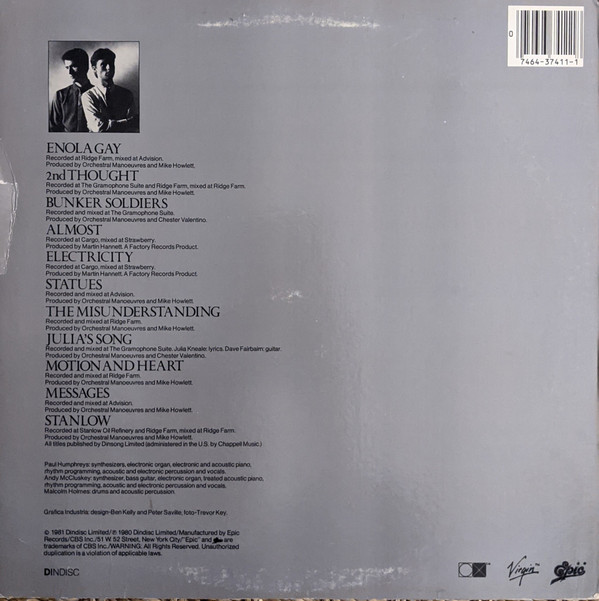 0
7464-37411-1
ENOLA GAY
Recorded at Ridge Farm, mixed at Advision.
Produced by Orchestral Manoeuvres and Mike Howlett.
2nd THOUGHT
Recorded at The Gramophone Suite and Ridge Farm, mixed at Ridge Farm.
Produced by Orchestral Manoeuvres and Mike Howlett.
BUNKER SOLDIERS
Recorded and mixed at The Gramophone Suite.
Produced by Orchestral Manoeuvres and Chester Valentino.
ALMOST
Recorded at Cargo, mixed at Strawberry.
Produced by Martin Hannett. A Factory Records Product.
ELECTRICITY
Recorded at Cargo, mixed at Strawberry.
Produced by Martin Hannett. A Factory Records Product.
STATUES
Recorded and mixed at Advision.
Produced by Orchestral Manoeuvres and Mike Howlett.
THE MISUNDERSTANDING
Recorded and mixed at Ridge Farm.
Produced by Orchestral Manoeuvres and Mike Howlett.
JULIA'S SONG
Recorded and mixed at The Gramophone Suite. Julia Kneale: lyrics. Dave Fairbairn: guitar.
Produced by Orchestral Manoeuvres and Chester Valentino.
MOTION AND HEART
Recorded and mixed at Ridge Farm.
Produced by Orchestral Manoeuvres and Mike Howlett.
MESSAGES
Recorded and mixed at Advision.
Produced by Orchestral Manoeuvres and Mike Howlett.
STANLOW
Recorded at Stanlow Oil Refinery and Ridge Farm, mixed at Ridge Farm.
Produced by Orchestral Manoeuvres and Mike Howlett.
All titles published by Dinsong Limited (administered in the U.S. by Chappell Music.)
Paul Humphreys: synthesizers, electronic organ, electronic and acoustic piano,
rhythm programming, acoustic and electronic percussion and vocals.
Andy McCluskey: synthesizer, bass guitar, electronic organ, treated acoustic piano,
rhythm programming, acoustic and electronic percussion and vocals.
Malcolm Holmes: drums and acoustic percussion.
Grafica Industria: design-Ben Kelly and Peter Saville, foto-Trevor Key.
© 1981 Dindisc Limited/℗ 1980 Dindisc Limited/Manufactured by Epic
Records/CBS Inc./51 W. 52 Street, New York City/"Epic" and are
trademarks of CBS Inc./WARNING. All Rights Reserved. Unauthorized
duplication is a violation of applicable laws.
DINDISC
Virgin™
Epic